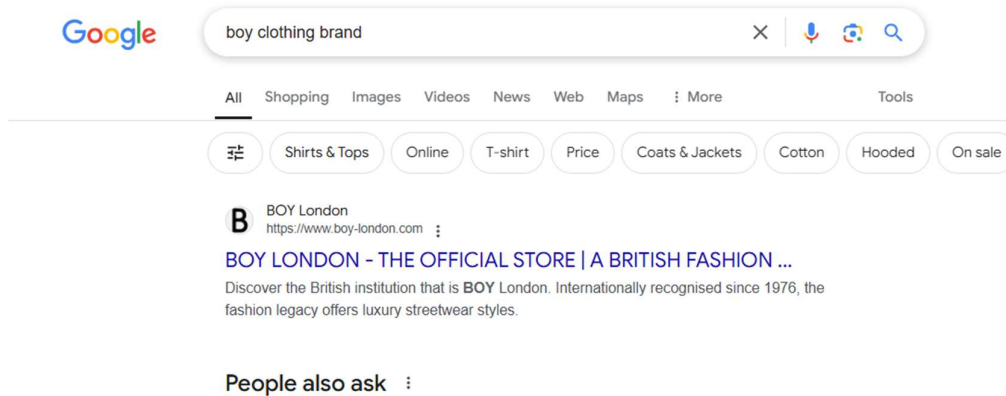 Google
boy clothing brand
All Shopping Images Videos News Web Maps More Tools
Shirts & Tops Online T-shirt Price Coats & Jackets Cotton Hooded On sale
B
BOY London
https://www.boy-london.com
BOY LONDON - THE OFFICIAL STORE | A BRITISH FASHION ...
Discover the British institution that is BOY London. Internationally recognised since 1976, the
fashion legacy offers luxury streetwear styles.
People also ask